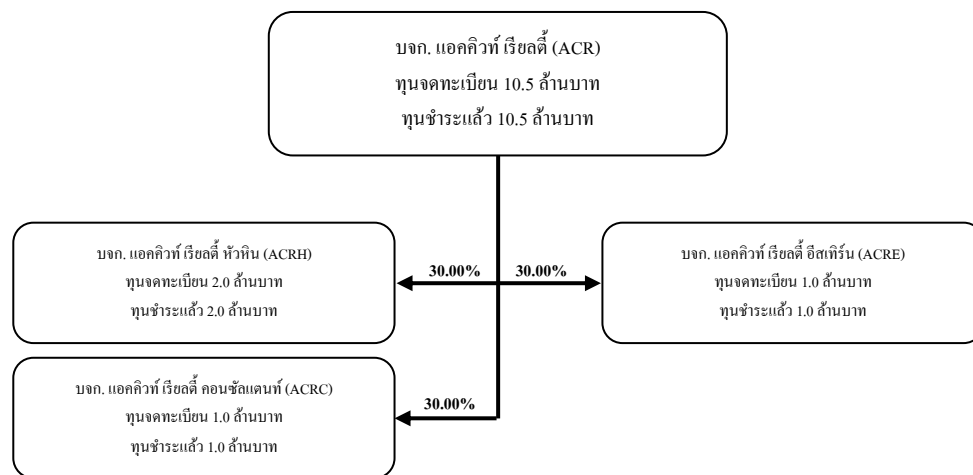 บจก. แอคคิวท์ เรียลตี้ (ACR)
ทุนจดทะเบียน 10.5 ล้านบาท
ทุนชำระแล้ว 10.5 ล้านบาท
บจก. แอคคิวท์ เรียลตี้ หัวหิน (ACRH)
ทุนจดทะเบียน 2.0 ล้านบาท
ทุนชำระแล้ว 2.0 ล้านบาท
30.00%
30.00%
บจก. แอคคิวท์ เรียลตี้ อีสเทิร์น (ACRE)
ทุนจดทะเบียน 1.0 ล้านบาท
ทุนชำระแล้ว 1.0 ล้านบาท
บจก. แอคคิวท์ เรียลตี้ คอนซัลแตนท์ (ACRC)
ทุนจดทะเบียน 1.0 ล้านบาท
ทุนชำระแล้ว 1.0 ล้านบาท
30.00%